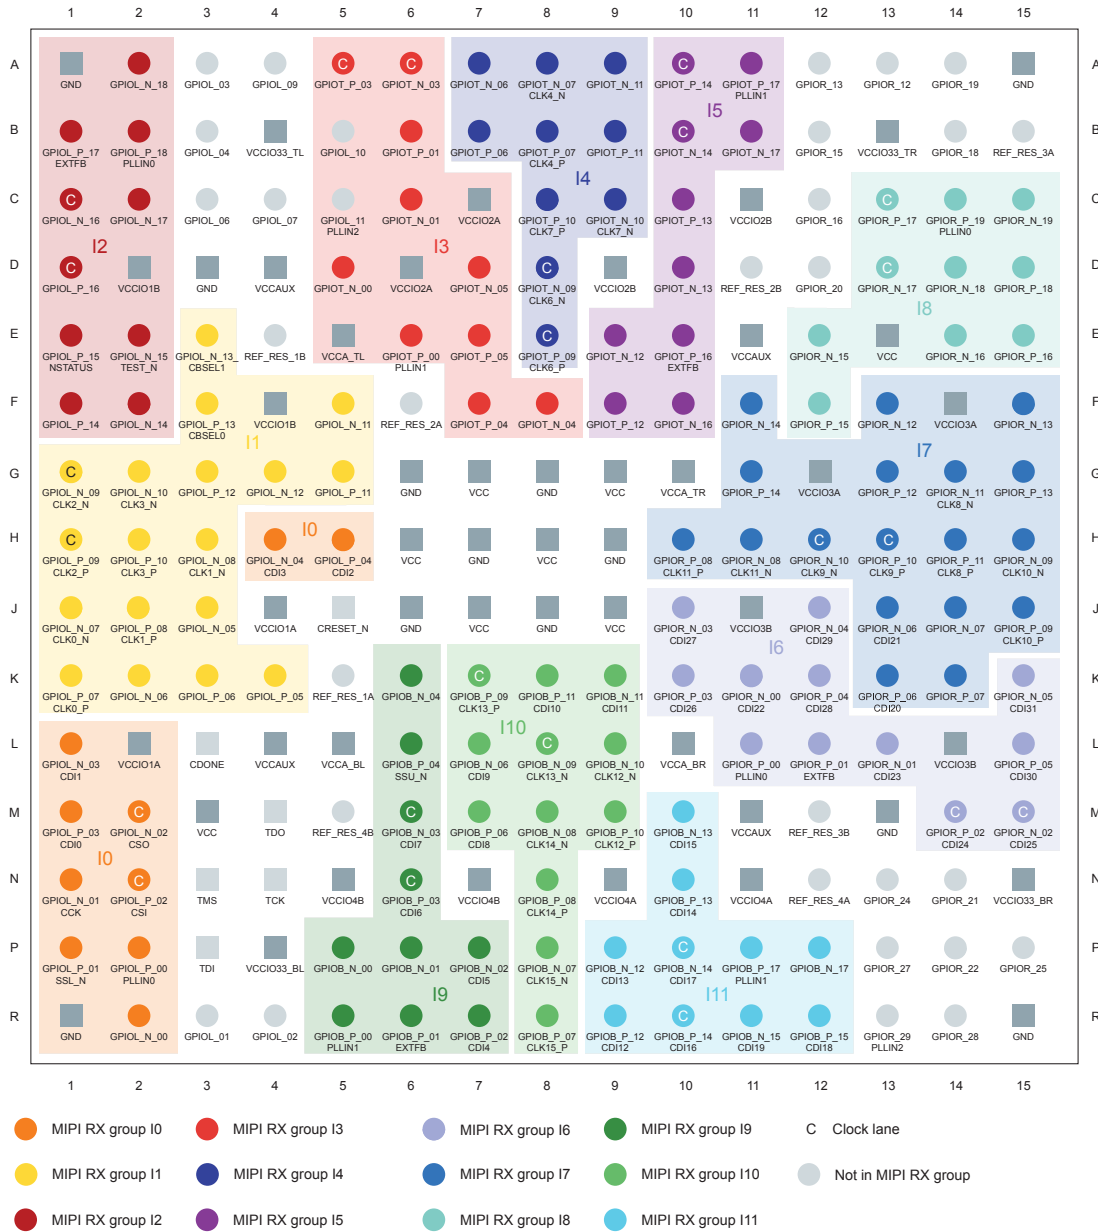 1 2 3 4 5 6 7 8 9 10 11 12 13 14 15
A C C C A
GND GPIOL_N_18 GPIOL_03 GPIOL_09 GPIOT_P_03 GPIOT_N_03 GPIOT_N_06 GPIOT_N_07 GPIOT_N_11 GPIOT_P_14 GPIOT_P_17 GPIOR_13 GPIOR_12 GPIOR_19 GND
CLK4_N PLLIN1
I5
B C B
GPIOL_P_17 GPIOL_P_18 GPIOL_04 VCCIO33_TL GPIOL_10 GPIOT_P_01 GPIOT_P_06 GPIOT_P_07 GPIOT_P_11 GPIOT_N_14 GPIOT_N_17 GPIOR_15 VCCIO33_TR GPIOR_18 REF_RES_3A
EXTFB PLLIN0 CLK4_P
I4
C C C C
GPIOL_N_16 GPIOL_N_17 GPIOL_06 GPIOL_07 GPIOL_11 GPIOT_N_01 VCCIO2A GPIOT_P_10 GPIOT_N_10 GPIOT_P_13 VCCIO2B GPIOR_16 GPIOR_P_17 GPIOR_P_19 GPIOR_N_19
PLLIN2 CLK7_P CLK7_N PLLIN0
I2 I3
D C C C D
GPIOL_P_16 VCCIO1B GND VCCAUX GPIOT_N_00 VCCIO2A GPIOT_N_05 GPIOT_N_09 VCCIO2B GPIOT_N_13 REF_RES_2B GPIOR_20 GPIOR_N_17 GPIOR_N_18 GPIOR_P_18
CLK6_N
I8
E C E
GPIOL_P_15 GPIOL_N_15 GPIOL_N_13_ REF_RES_1B VCCA_TL GPIOT_P_00 GPIOT_P_05 GPIOT_P_09 GPIOT_N_12 GPIOT_P_16 VCCAUX GPIOR_N_15 VCC GPIOR_N_16 GPIOR_P_16
NSTATUS TEST_N CBSEL1 PLLIN1 CLK6_P EXTFB
F F
GPIOL_P_14 GPIOL_N_14 GPIOL_P_13 VCCIO1B GPIOL_N_11 REF_RES_2A GPIOT_P_04 GPIOT_N_04 GPIOT_P_12 GPIOT_N_16 GPIOR_N_14 GPIOR_P_15 GPIOR_N_12 VCCIO3A GPIOR_N_13
CBSEL0
I1 I7
G C G
GPIOL_N_09 GPIOL_N_10 GPIOL_P_12 GPIOL_N_12 GPIOL_P_11 GND VCC GND VCC VCCA_TR GPIOR_P_14 VCCIO3A GPIOR_P_12 GPIOR_N_11 GPIOR_P_13
CLK2_N CLK3_N CLK8_N
I0
H C C C H
GPIOL_P_09 GPIOL_P_10 GPIOL_N_08 GPIOL_N_04 GPIOL_P_04 VCC GND VCC GND GPIOR_P_08 GPIOR_N_08 GPIOR_N_10 GPIOR_P_10 GPIOR_P_11 GPIOR_N_09
CLK2_P CLK3_P CLK1_N CDI3 CDI2 CLK11_P CLK11_N CLK9_N CLK9_P CLK8_P CLK10_N
J J
GPIOL_N_07 GPIOL_P_08 GPIOL_N_05 VCCIO1A CRESET_N GND VCC GND VCC GPIOR_N_03 VCCIO3B GPIOR_N_04 GPIOR_N_06 GPIOR_N_07 GPIOR_P_09
CLK0_N CLK1_P CDI27 CDI29 CDI21 CLK10_P
I6
K C K
GPIOL_P_07 GPIOL_N_06 GPIOL_P_06 GPIOL_P_05 REF_RES_1A GPIOB_N_04 GPIOB_P_09 GPIOB_P_11 GPIOB_N_11 GPIOR_P_03 GPIOR_N_00 GPIOR_P_04 GPIOR_P_06 GPIOR_P_07 GPIOR_N_05
CLK0_P CLK13_P CDI10 CDI11 CDI26 CDI22 CDI28 CDI20 CDI31
I10
L C L
GPIOL_N_03 VCCIO1A CDONE VCCAUX VCCA_BL GPIOB_P_04 GPIOB_N_06 GPIOB_N_09 GPIOB_N_10 VCCA_BR GPIOR_P_00 GPIOR_P_01 GPIOR_N_01 VCCIO3B GPIOR_P_05
CDI1 SSU_N CDI9 CLK13_N CLK12_N PLLIN0 EXTFB CDI23 CDI30
M C C C C M
GPIOL_P_03 GPIOL_N_02 VCC TDO REF_RES_4B GPIOB_N_03 GPIOB_P_06 GPIOB_N_08 GPIOB_P_10 GPIOB_N_13 VCCAUX REF_RES_3B GND GPIOR_P_02 GPIOR_N_02
CDI0 CSO CDI7 CDI8 CLK14_N CLK12_P CDI15 CDI24 CDI25
I0
N C C N
GPIOL_N_01 GPIOL_P_02 TMS TCK VCCIO4B GPIOB_P_03 VCCIO4B GPIOB_P_08 VCCIO4A GPIOB_P_13 VCCIO4A REF_RES_4A GPIOR_24 GPIOR_21 VCCIO33_BR
CCK CSI CDI6 CLK14_P CDI14
P C P
GPIOL_P_01 GPIOL_P_00 TDI VCCIO33_BL GPIOB_N_00 GPIOB_N_01 GPIOB_N_02 GPIOB_N_07 GPIOB_N_12 GPIOB_N_14 GPIOB_P_17 GPIOB_N_17 GPIOR_27 GPIOR_22 GPIOR_25
SSL_N PLLIN0 CDI5 CLK15_N CDI13 CDI17 PLLIN1
I9 I11
R C R
GND GPIOL_N_00 GPIOL_01 GPIOL_02 GPIOB_P_00 GPIOB_P_01 GPIOB_P_02 GPIOB_P_07 GPIOB_P_12 GPIOB_P_14 GPIOB_N_15 GPIOB_P_15 GPIOR_29 GPIOR_28 GND
PLLIN1 EXTFB CDI4 CLK15_P CDI12 CDI16 CDI19 CDI18 PLLIN2
1 2 3 4 5 6 7 8 9 10 11 12 13 14 15
MIPI RX group I0 MIPI RX group I3 MIPI RX group I6 MIPI RX group I9 C Clock lane
MIPI RX group I1 MIPI RX group I4 MIPI RX group I7 MIPI RX group I10 Not in MIPI RX group
MIPI RX group I2 MIPI RX group I5 MIPI RX group I8 MIPI RX group I11